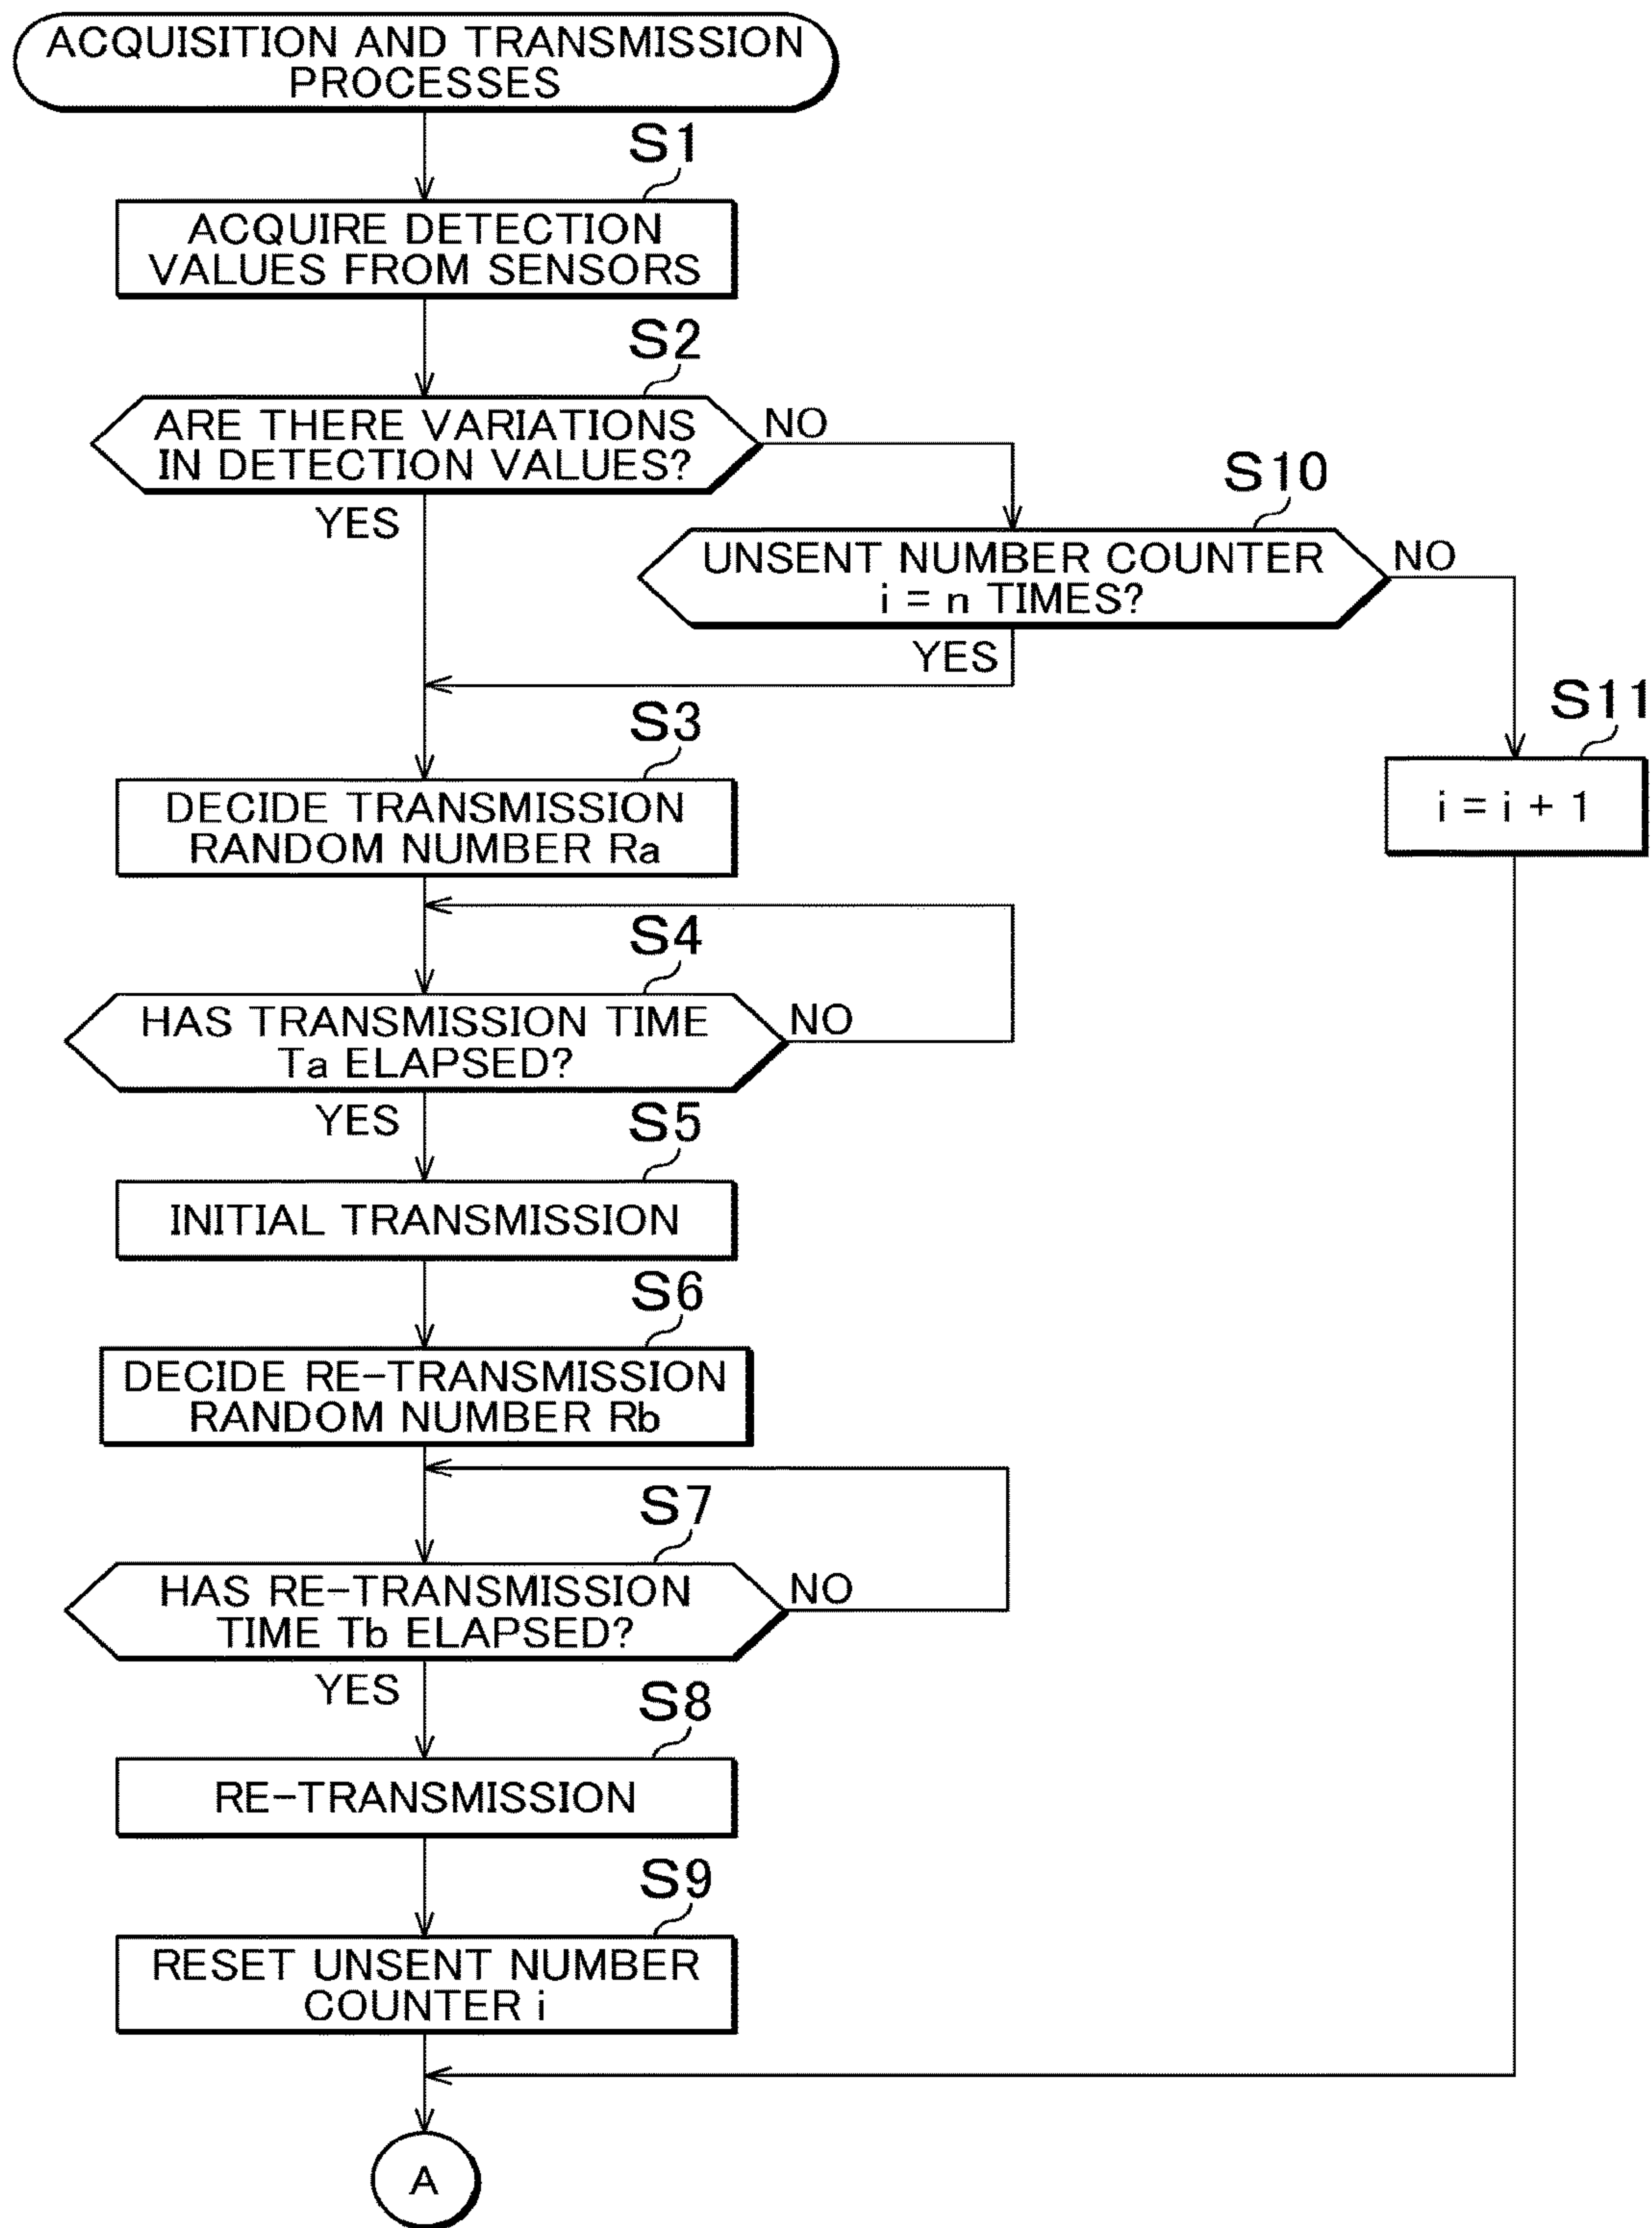 ACQUISITION AND TRANSMISSION
PROCESSES
S1
ACQUIRE DETECTION
VALUES FROM SENSORS
S2
ARE THERE VARIATIONS
IN DETECTION VALUES?
NO
YES
S10
UNSENT NUMBER COUNTER
i = n TIMES?
NO
YES
S11
i = i + 1
S3
DECIDE TRANSMISSION
RANDOM NUMBER Ra
S4
HAS TRANSMISSION TIME
Ta ELAPSED?
NO
YES
S5
INITIAL TRANSMISSION
S6
DECIDE RE-TRANSMISSION
RANDOM NUMBER Rb
S7
HAS RE-TRANSMISSION
TIME Tb ELAPSED?
NO
YES
S8
RE-TRANSMISSION
S9
RESET UNSENT NUMBER
COUNTER i
A